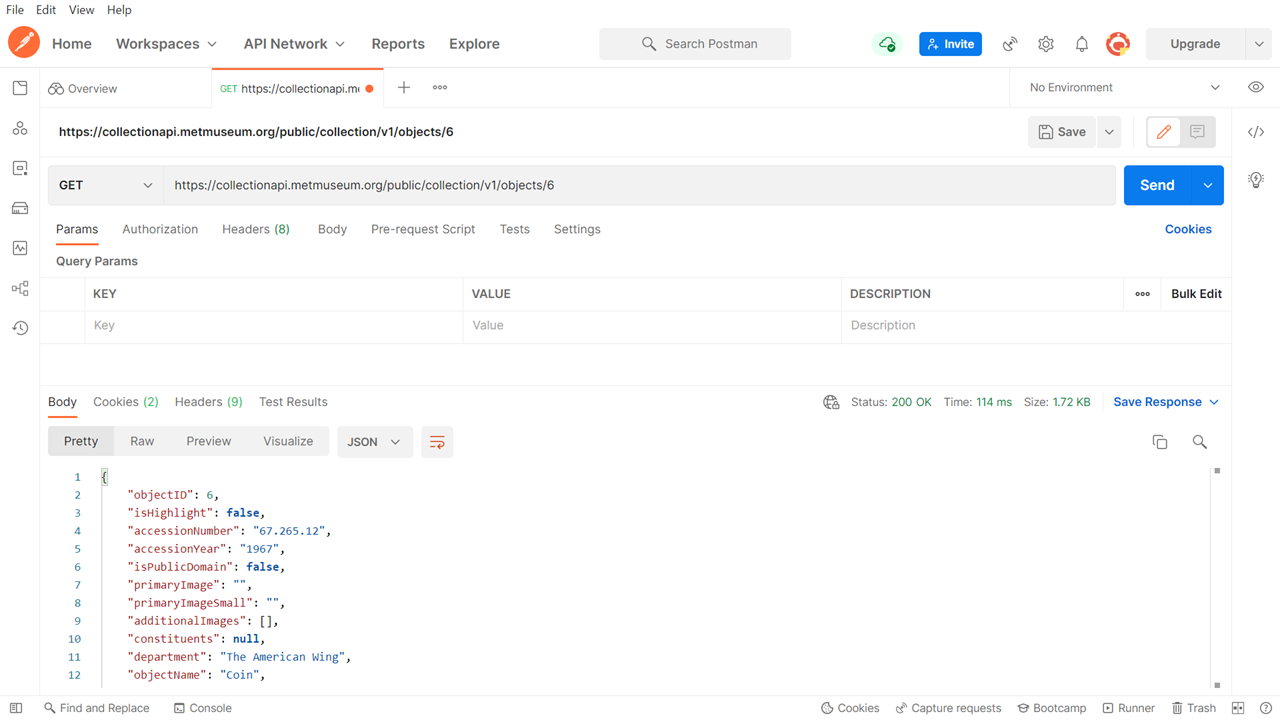 File Edit View Help
Home Workspaces API Network Reports Explore Search Postman Invite Upgrade
Overview GET https://collectionapi.me No Environment
https://collectionapi.metmuseum.org/public/collection/v1/objects/6 Save
GET https://collectionapi.metmuseum.org/public/collection/v1/objects/6 Send
Params Authorization Headers (8) Body Pre-request Script Tests Settings Cookies
Query Params
KEY VALUE DESCRIPTION Bulk Edit
Key Value Description
Body Cookies (2) Headers (9) Test Results Status: 200 OK Time: 114 ms Size: 1.72 KB Save Response
Pretty Raw Preview Visualize JSON
1 {
2 "objectID": 6,
3 "isHighlight": false,
4 "accessionNumber": "67.265.12",
5 "accessionYear": "1967",
6 "isPublicDomain": false,
7 "primaryImage": "",
8 "primaryImageSmall": "",
9 "additionalImages": [],
10 "constituents": null,
11 "department": "The American Wing",
12 "objectName": "Coin",
Find and Replace Console Cookies Capture requests Bootcamp Runner Trash